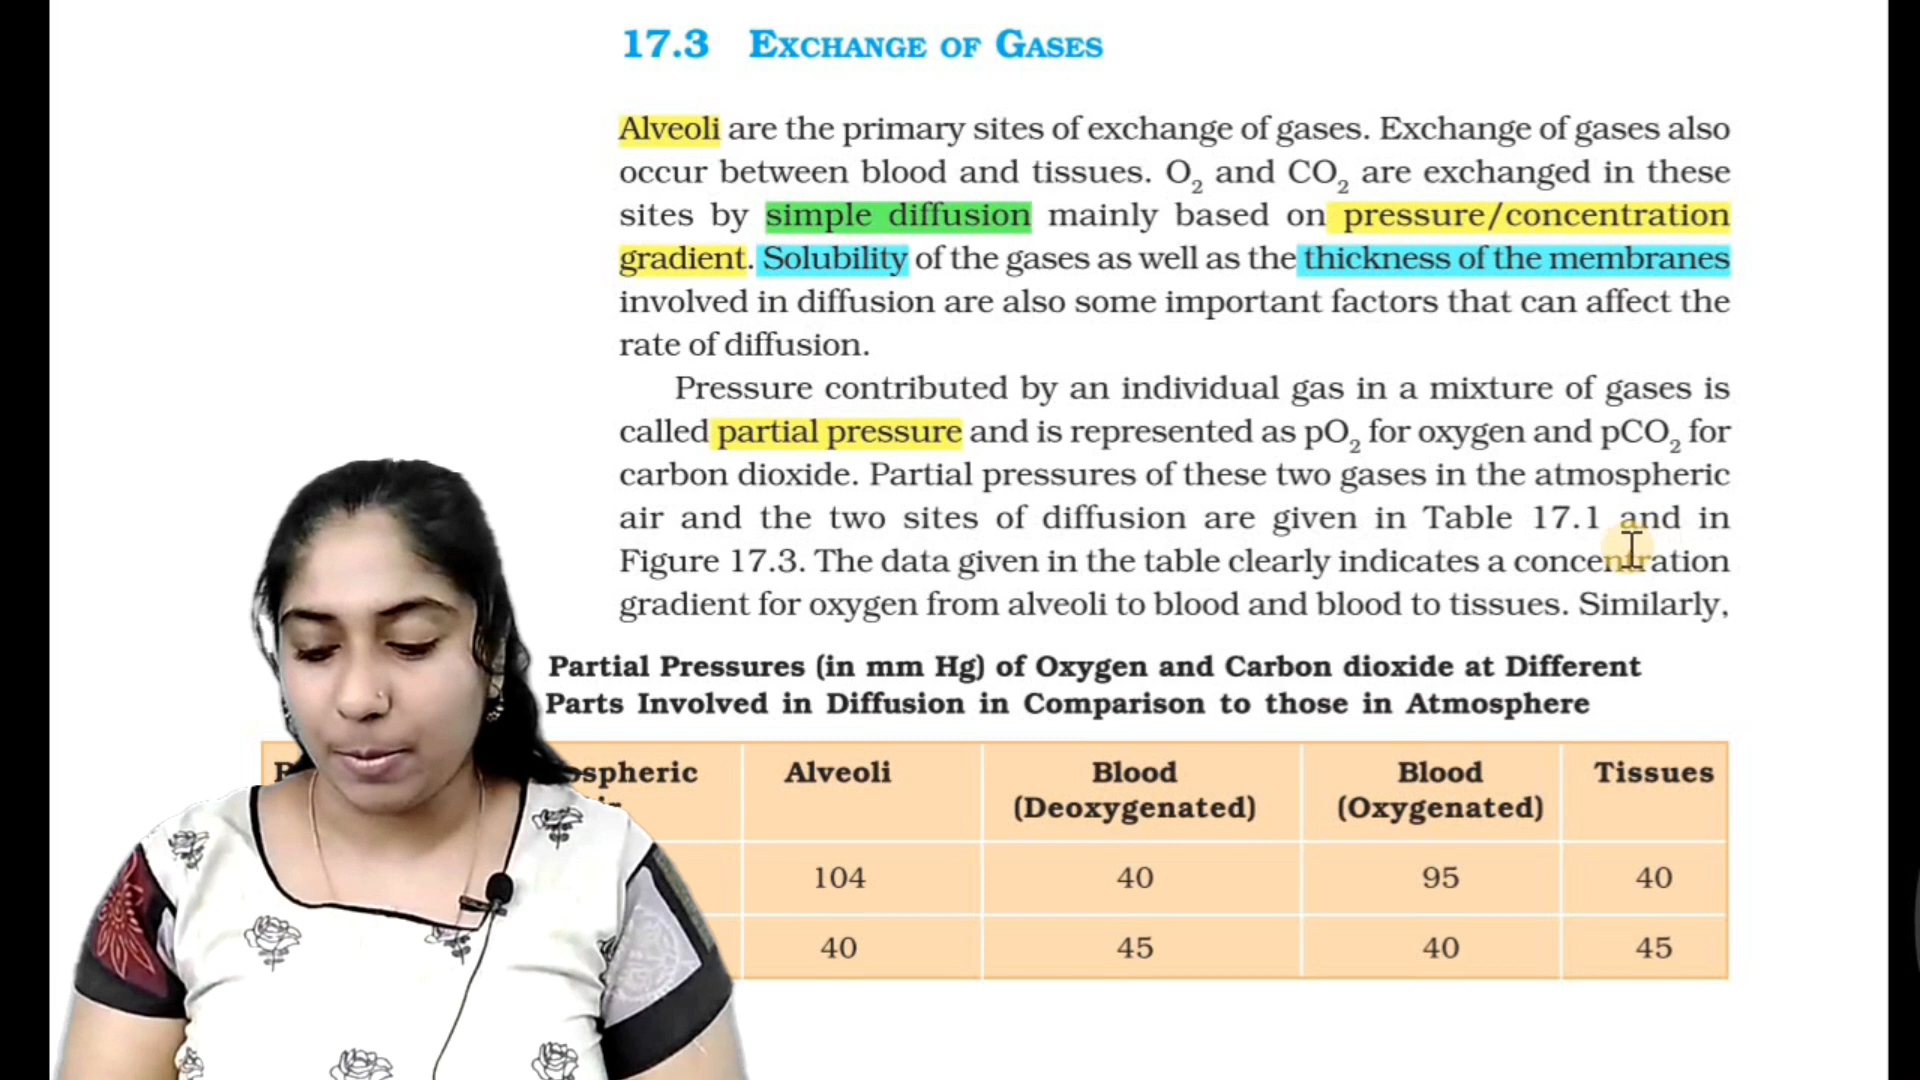 17.3 EXCHANGE OF GASES
Alveoli are the primary sites of exchange of gases. Exchange of gases also
occur between blood and tissues. O₂ and CO₂ are exchanged in these
sites by simple diffusion mainly based on pressure/concentration
gradient. Solubility of the gases as well as the thickness of the membranes
involved in diffusion are also some important factors that can affect the
rate of diffusion.
Pressure contributed by an individual gas in a mixture of gases is
called partial pressure and is represented as pO₂ for oxygen and pCO₂ for
carbon dioxide. Partial pressures of these two gases in the atmospheric
air and the two sites of diffusion are given in Table 17.1 and in
Figure 17.3. The data given in the table clearly indicates a concentration
gradient for oxygen from alveoli to blood and blood to tissues. Similarly,
Partial Pressures (in mm Hg) of Oxygen and Carbon dioxide at Different
Parts Involved in Diffusion in Comparison to those in Atmosphere
Alveoli Blood Blood Tissues
(Deoxygenated) (Oxygenated)
104 40 95 40
40 45 40 45